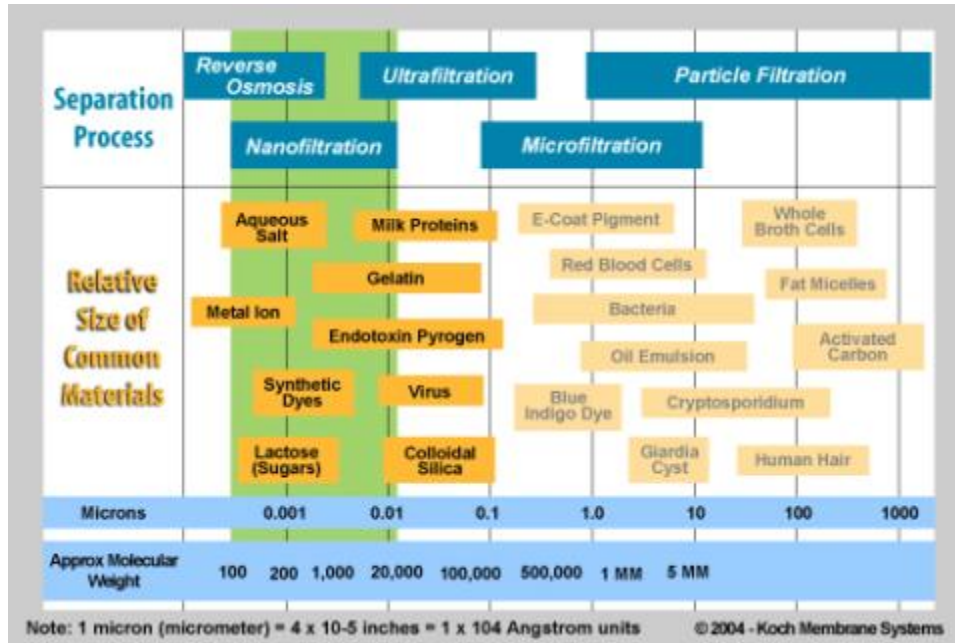 Separation
Process
Reverse
Osmosis
Ultrafiltration
Particle Filtration
Nanofiltration
Microfiltration
Relative
Size of
Common
Materials
Aqueous
Salt
Milk Proteins
E-Coat Pigment
Whole
Broth Cells
Gelatin
Red Blood Cells
Fat Micelles
Metal Ion
Bacteria
Endotoxin Pyrogen
Oil Emulsion
Activated
Carbon
Synthetic
Dyes
Virus
Blue
Indigo Dye
Cryptosporidium
Lactose
(Sugars)
Colloidal
Silica
Giardia
Cyst
Human Hair
Microns 0.001 0.01 0.1 1.0 10 100 1000
Approx Molecular
Weight
100 200 1,000 20,000 100,000 500,000 1 MM 5 MM
Note: 1 micron (micrometer) = 4 x 10-5 inches = 1 x 104 Angstrom units © 2004 - Koch Membrane Systems